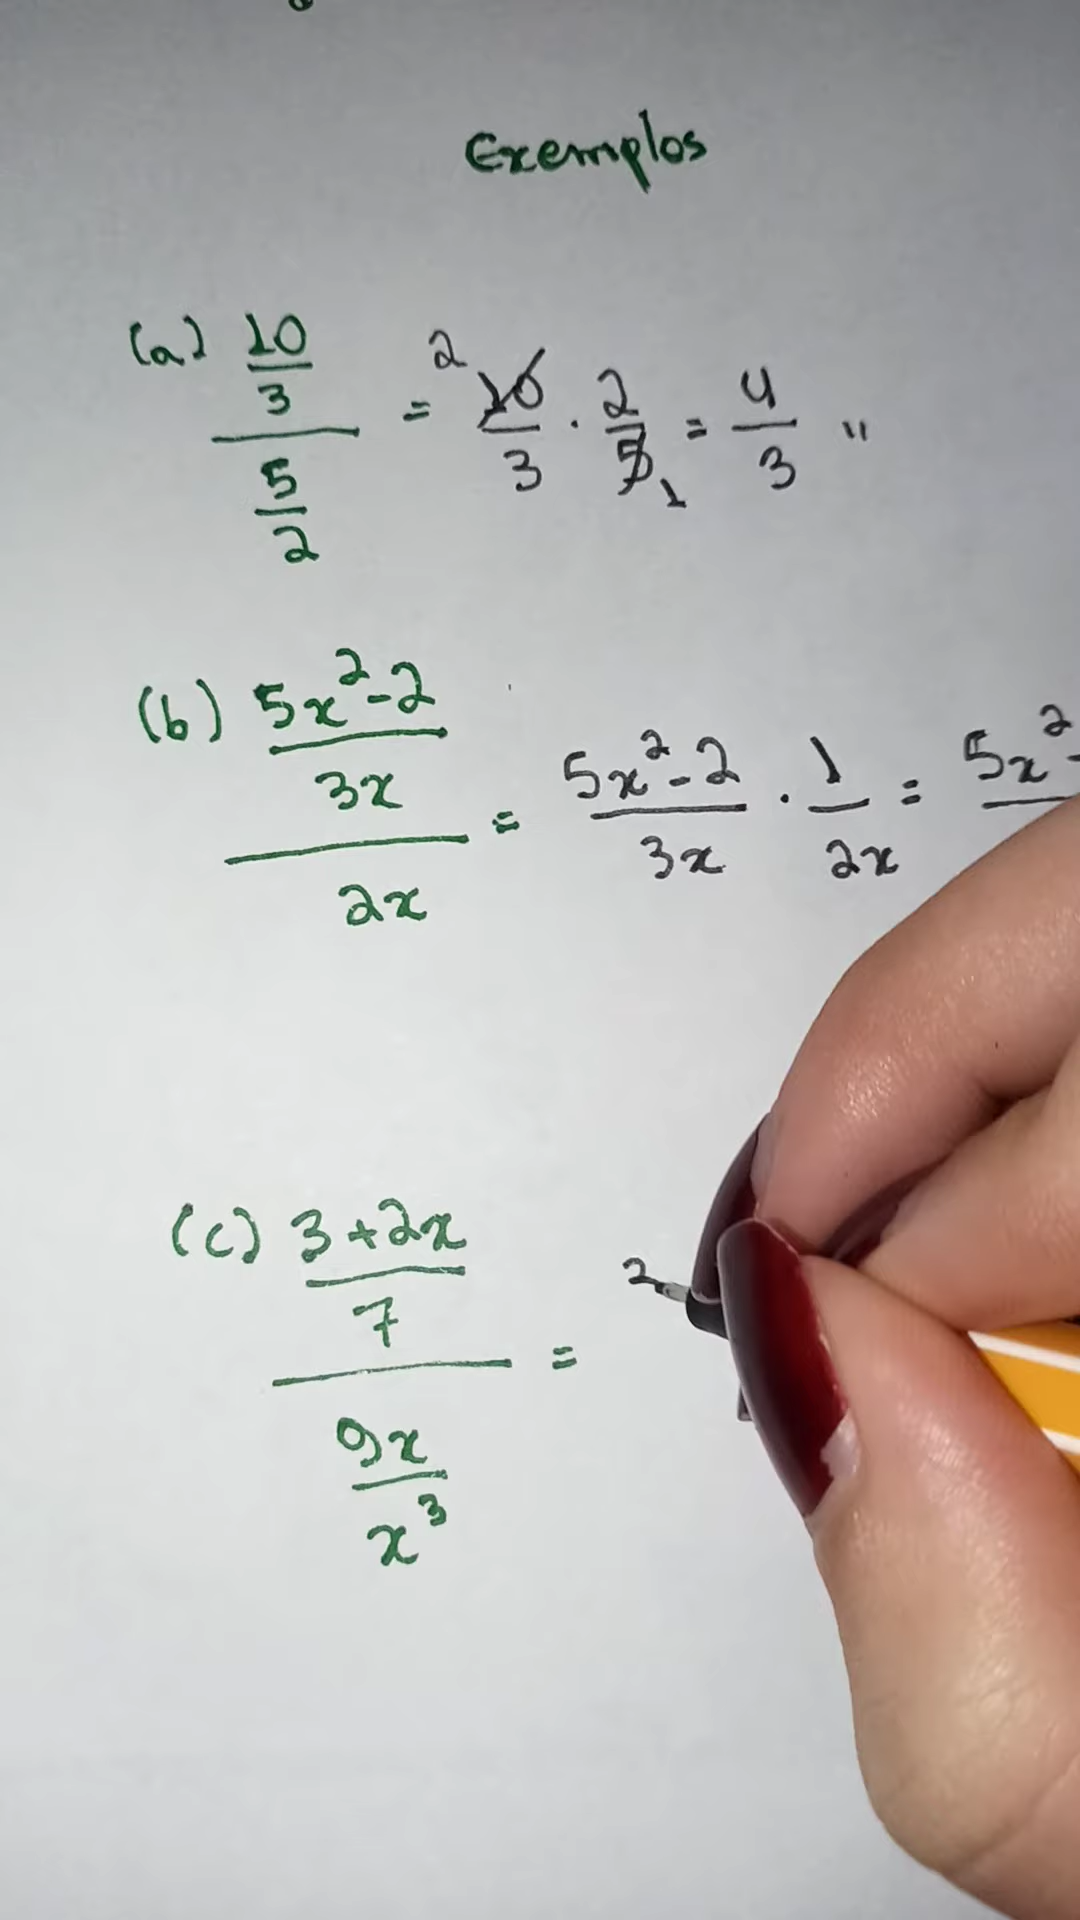 Exemplos
(a) 10/3 / 5/2 = 2 10/3 . 2/5 1 = 4/3 "
(b) 5x²-2/3x / 2x = 5x²-2/3x . 1/2x = 5x²
(c) 3+2x/7 / 9x/x³ =